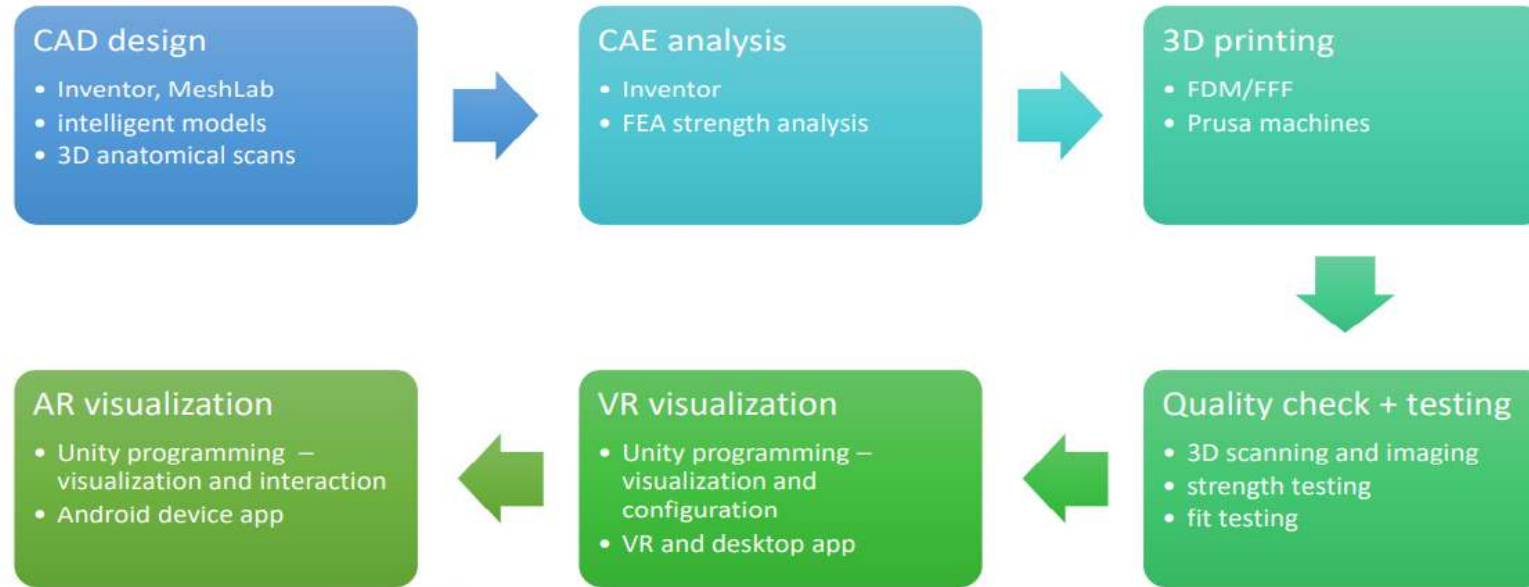 CAD design
• Inventor, MeshLab
• intelligent models
• 3D anatomical scans
CAE analysis
• Inventor
• FEA strength analysis
3D printing
• FDM/FFF
• Prusa machines
Quality check + testing
• 3D scanning and imaging
• strength testing
• fit testing
VR visualization
• Unity programming –
visualization and
configuration
• VR and desktop app
AR visualization
• Unity programming –
visualization and interaction
• Android device app